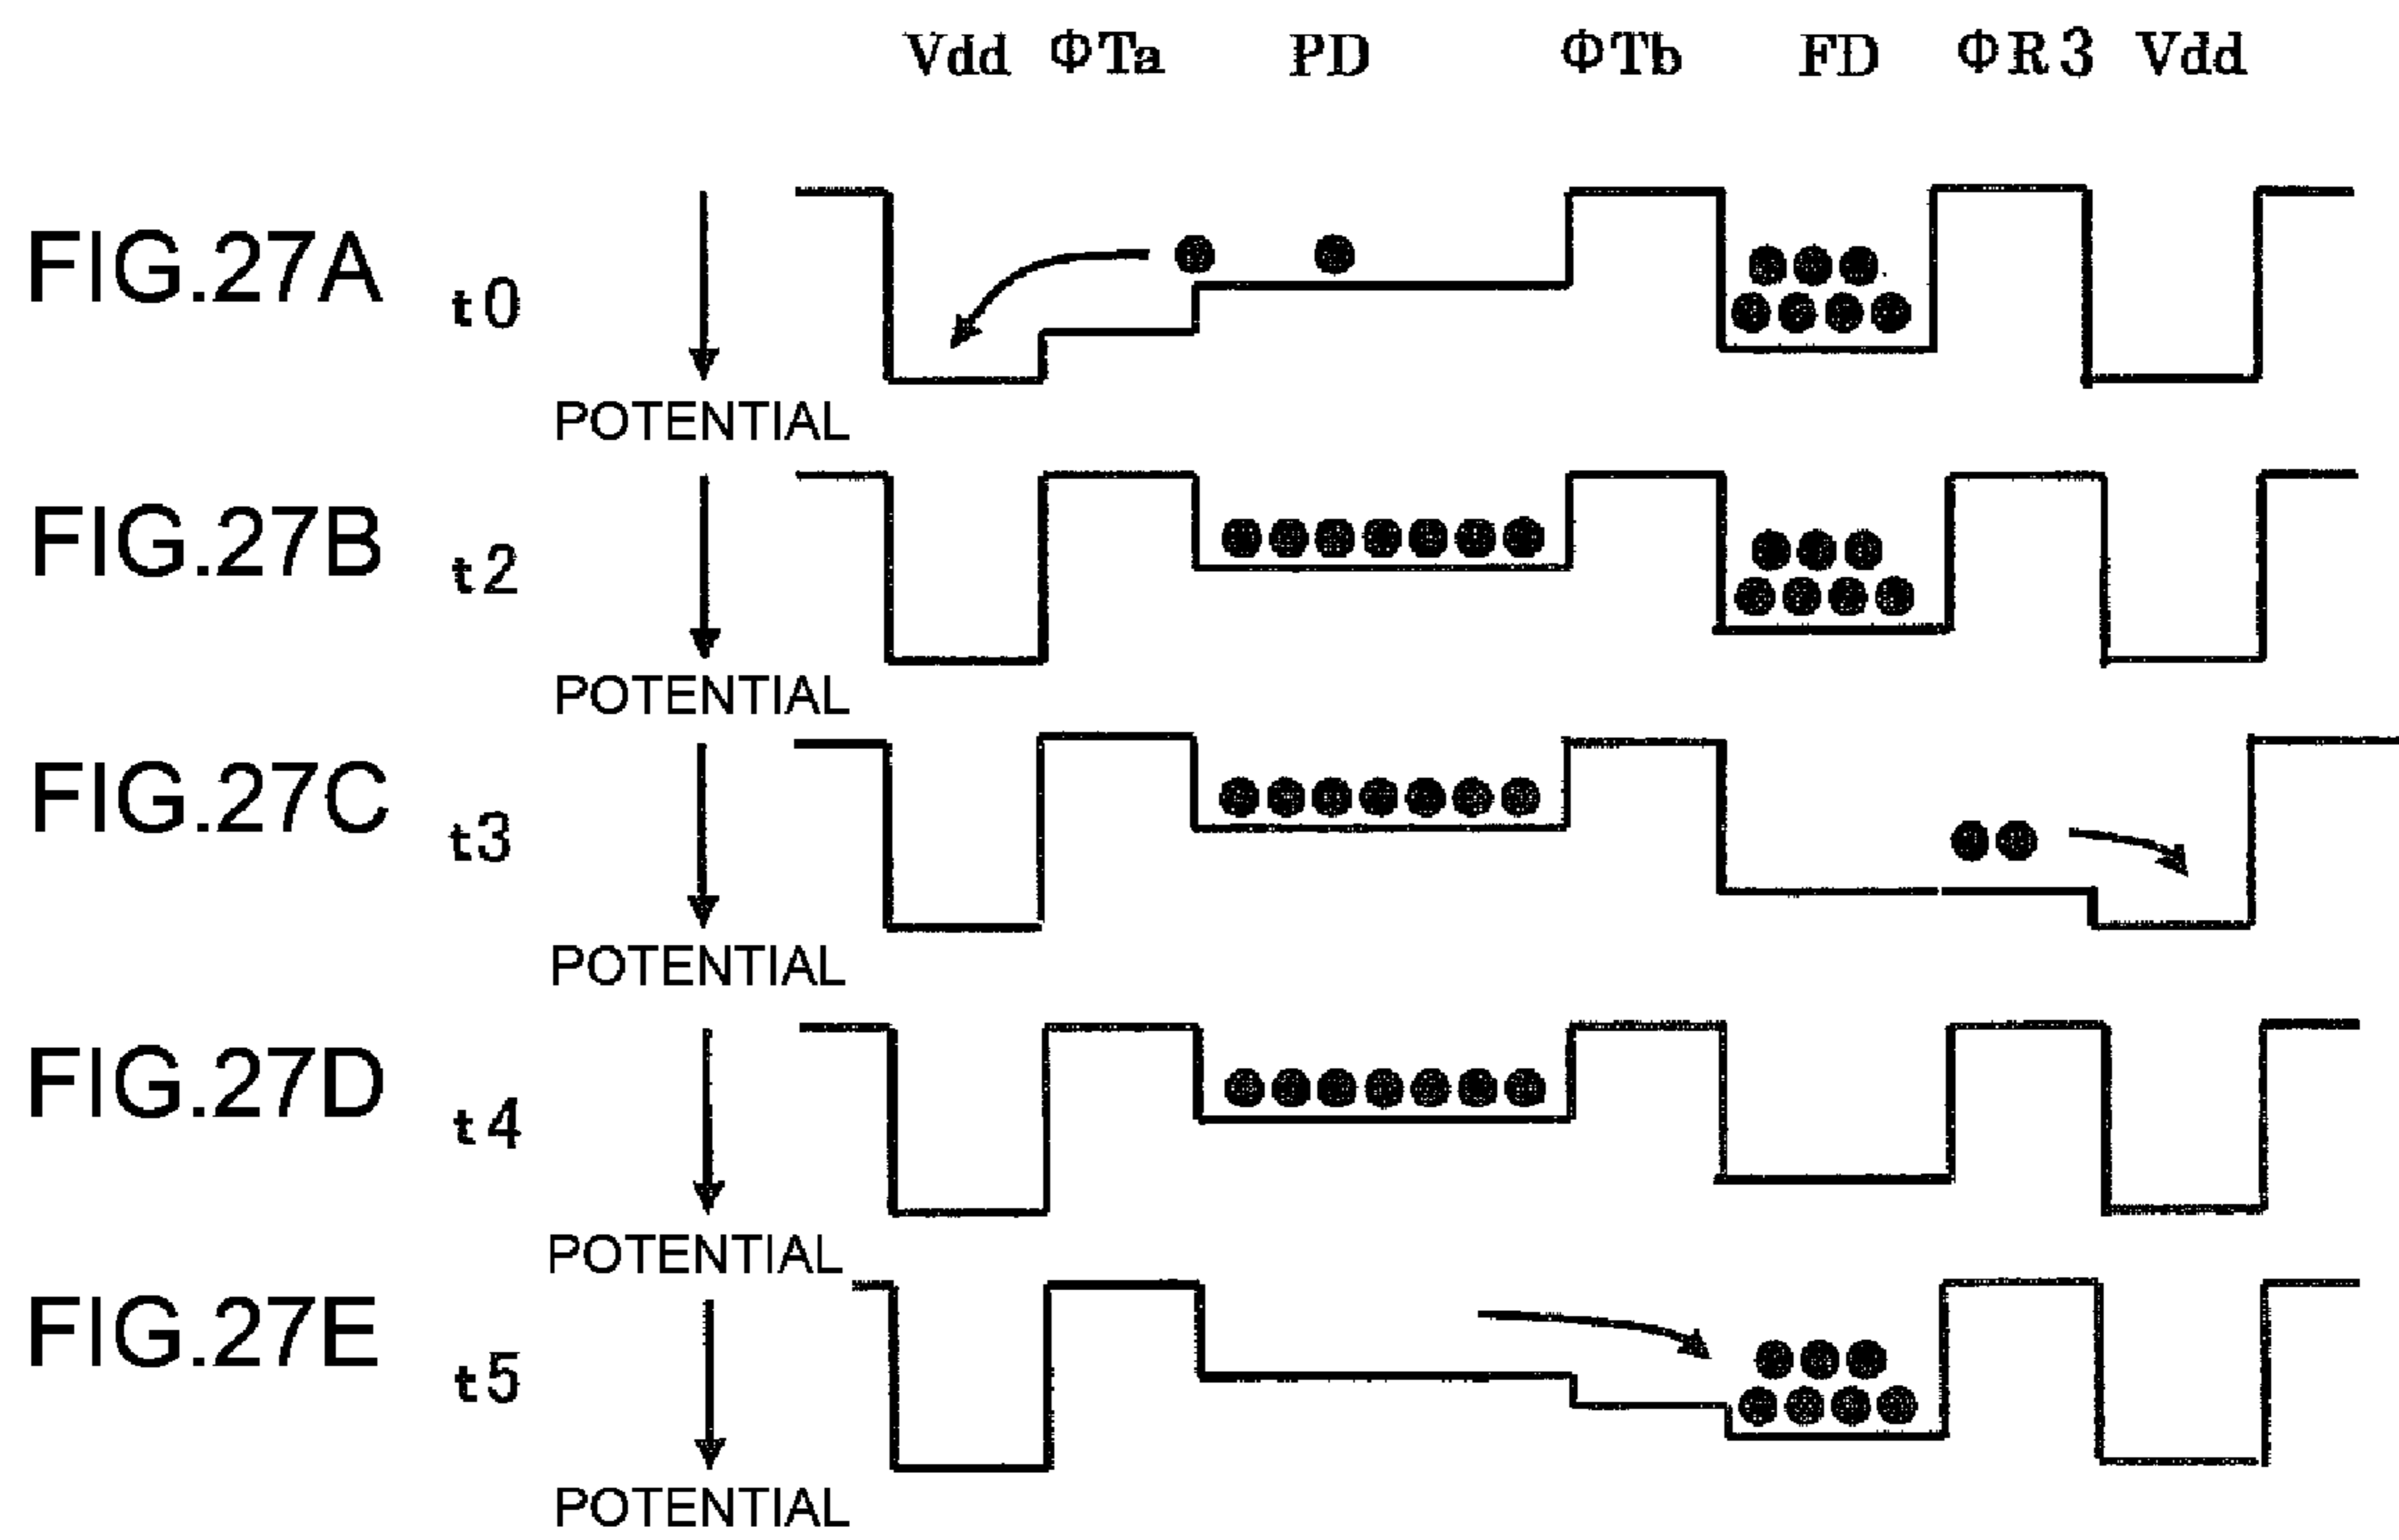 Vdd ΦTa PD ΦTb FD ΦR3 Vdd
FIG.27A t0
POTENTIAL
FIG.27B t2
POTENTIAL
FIG.27C t3
POTENTIAL
FIG.27D t4
POTENTIAL
FIG.27E t5
POTENTIAL